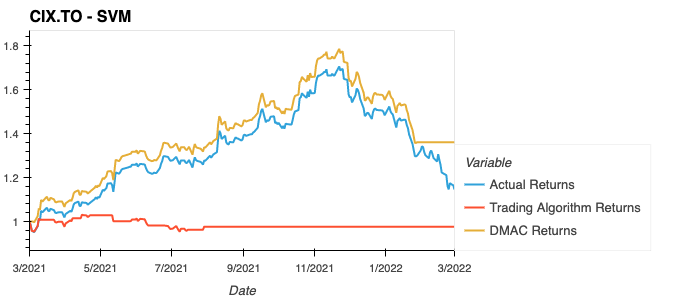 CIX.TO - SVM
1.8
1.6
1.4
1.2
1
3/2021 5/2021 7/2021 9/2021 11/2021 1/2022 3/2022
Date
Variable
Actual Returns
Trading Algorithm Returns
DMAC Returns